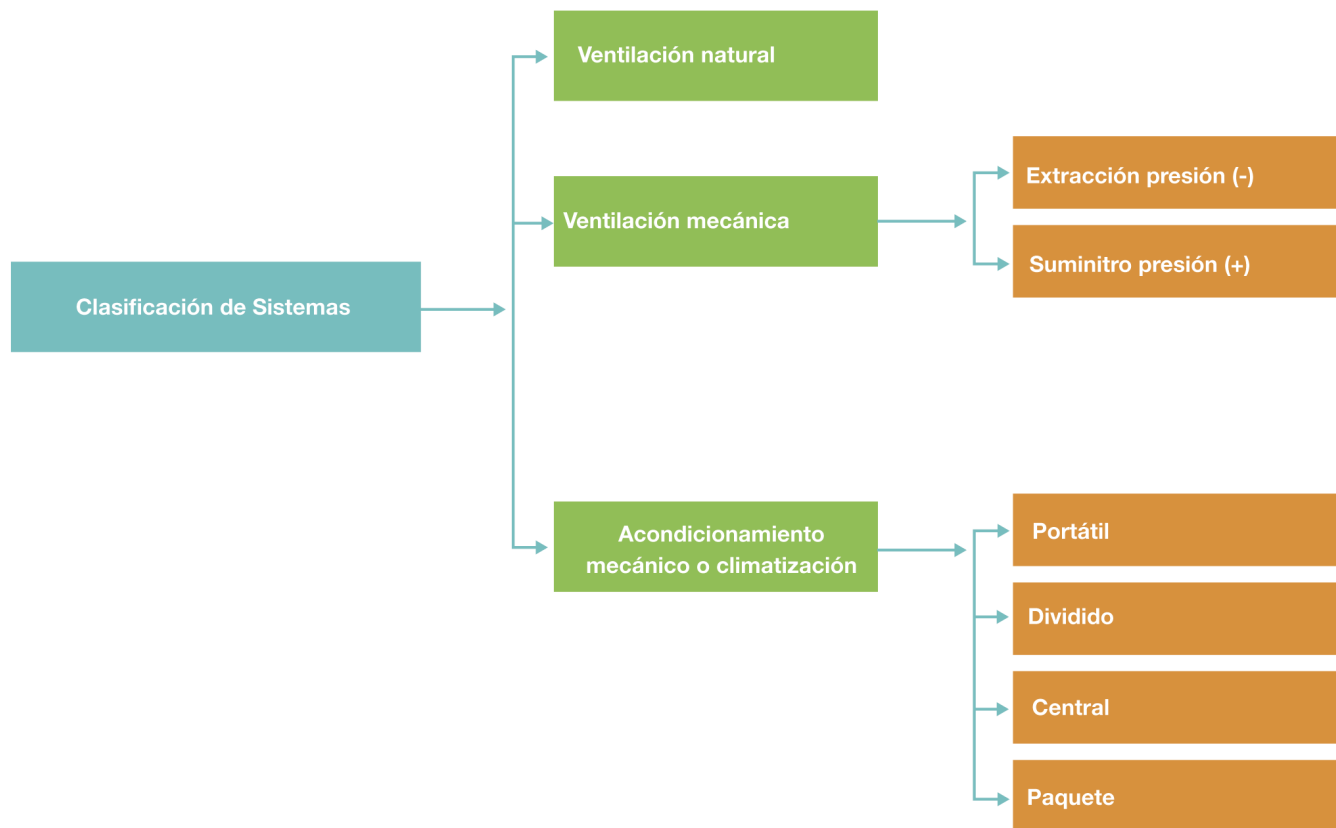 Ventilación natural
Extracción presión (-)
Ventilación mecánica
Suminitro presión (+)
Clasificación de Sistemas
Acondicionamiento
mecánico o climatización
Portátil
Dividido
Central
Paquete